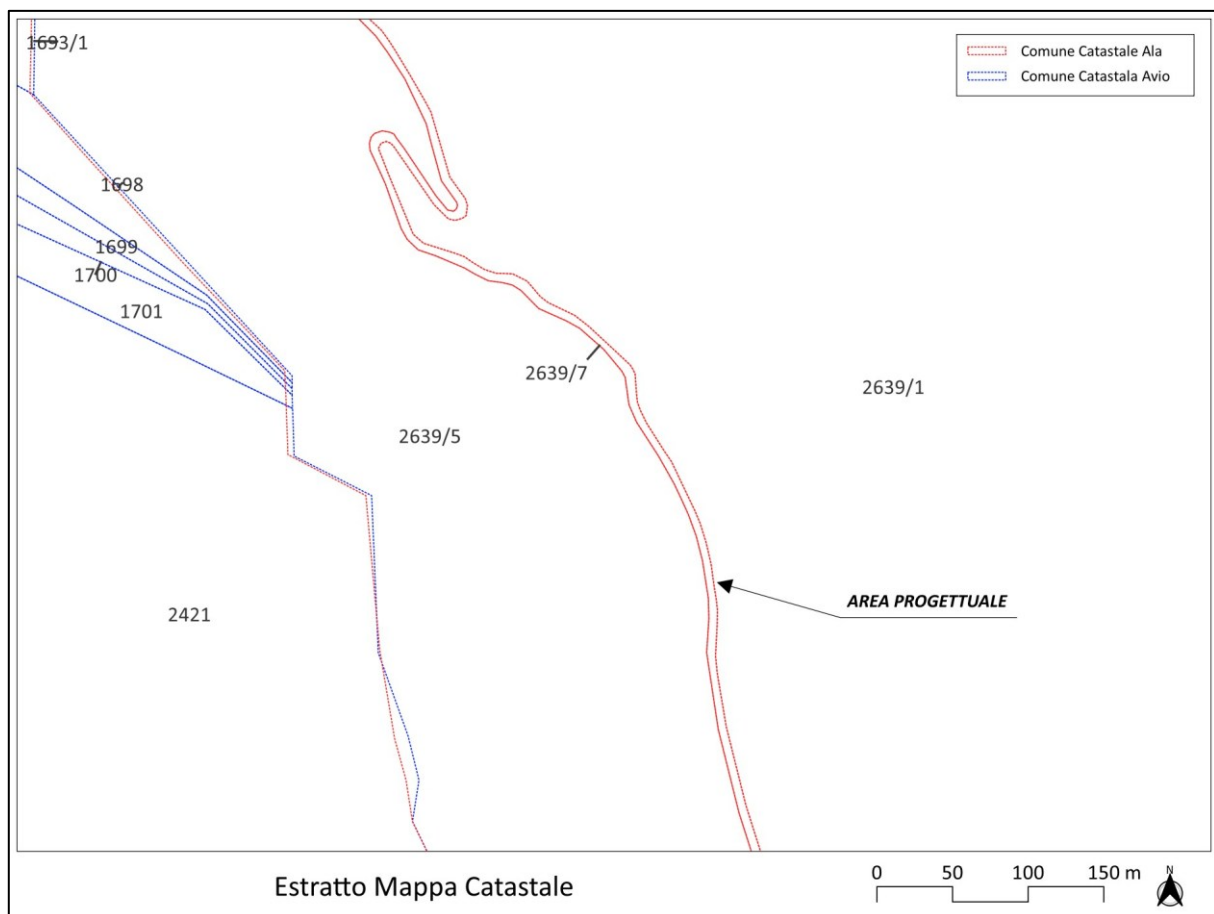 1693/1
Comune Catastale Ala
Comune Catastala Avio
1698
1699
1700
1701
2639/7
2639/1
2639/5
AREA PROGETTUALE
2421
Estratto Mappa Catastale
0 50 100 150 m
N